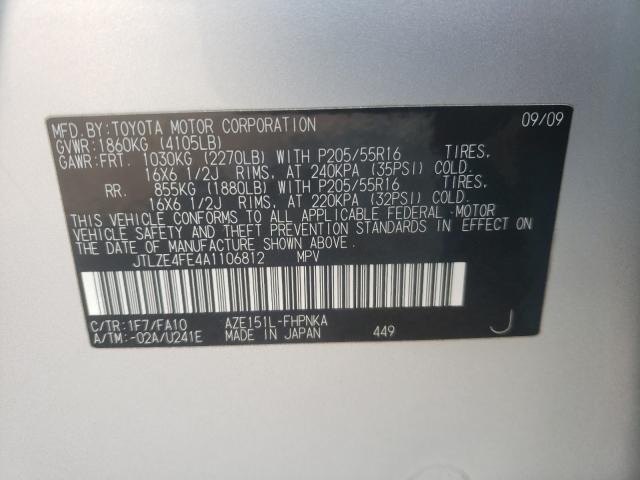 MFD.BY:TOYOTA MOTOR CORPORATION 09/09
GVWR:1860KG (4105LB)
GAWR:FRT. 1030KG (2270LB) WITH P205/55R16 TIRES,
16X6 1/2J RIMS, AT 240KPA (35PSI) COLD.
RR. 855KG (1880LB) WITH P205/55R16 TIRES,
16X6 1/2J RIMS, AT 220KPA (32PSI) COLD.
THIS VEHICLE CONFORMS TO ALL APPLICABLE FEDERAL MOTOR
VEHICLE SAFETY AND THEFT PREVENTION STANDARDS IN EFFECT ON
THE DATE OF MANUFACTURE SHOWN ABOVE.
JTLZE4FE4A1106812 MPV
C/TR:1F7/FA10 AZE151L-FHPNKA
A/TM:-02A/U241E MADE IN JAPAN 449 J